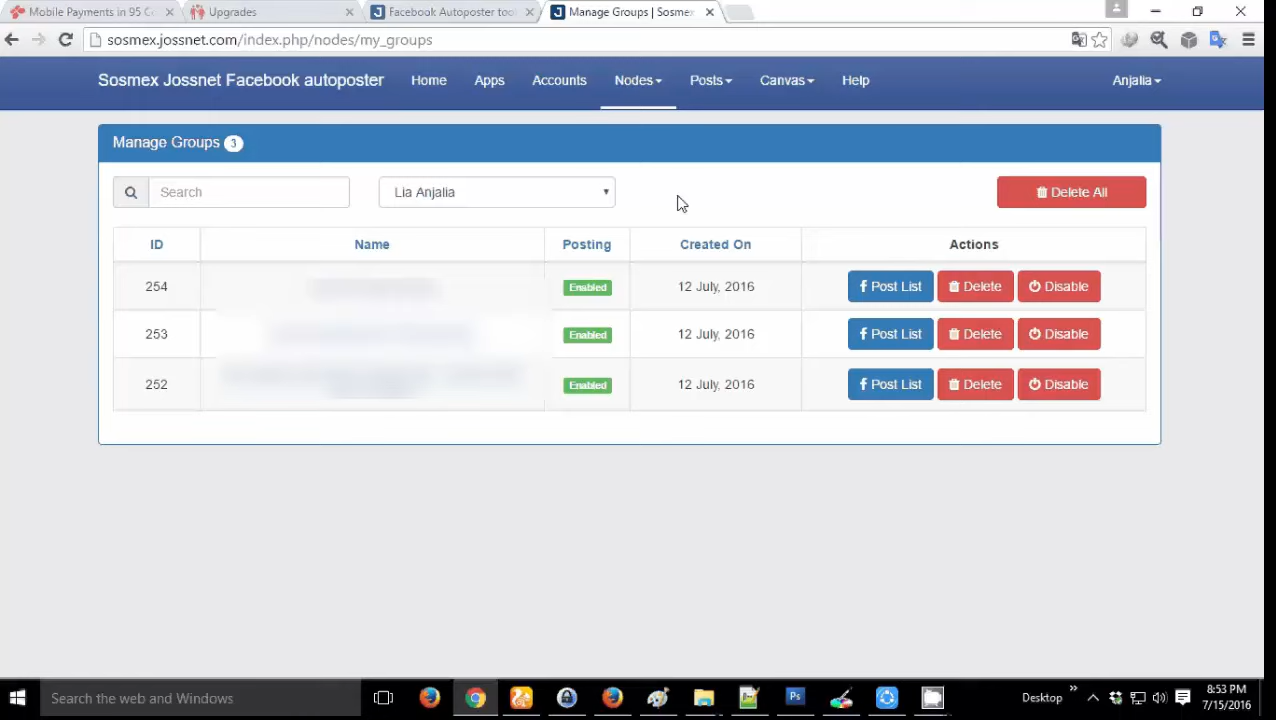 Mobile Payments in 95 Co
Upgrades
Facebook Autoposter tool
Manage Groups | Sosmex
sosmex.jossnet.com/index.php/nodes/my_groups
Sosmex Jossnet Facebook autoposter Home Apps Accounts Nodes Posts Canvas Help Anjalia
Manage Groups 3
Search Lia Anjalia Delete All
ID Name Posting Created On Actions
254 Enabled 12 July, 2016 Post List Delete Disable
253 Enabled 12 July, 2016 Post List Delete Disable
252 Enabled 12 July, 2016 Post List Delete Disable
Search the web and Windows
Ps
Desktop
8:53 PM
7/15/2016